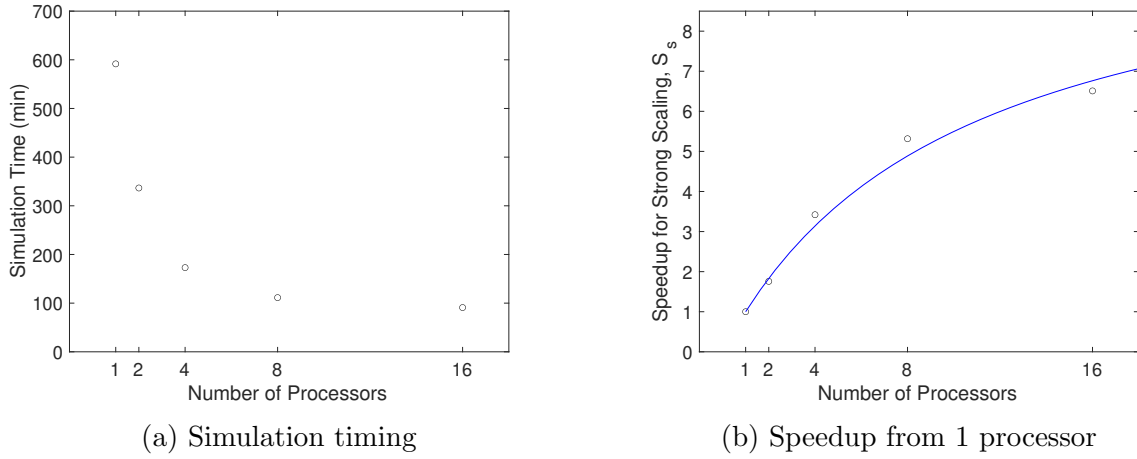 700
600
500
400
300
200
100
0
1 2 4 8 16
Simulation Time (min)
Number of Processors
(a) Simulation timing
8
7
6
5
4
3
2
1
0
1 2 4 8 16
Speedup for Strong Scaling, S_s
Number of Processors
(b) Speedup from 1 processor